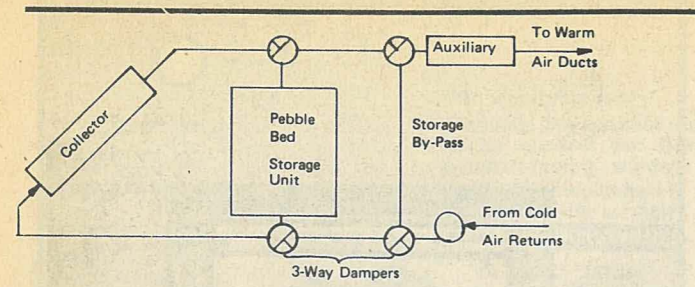 To Warm
Auxiliary
Air Ducts
Collector
Pebble
Bed
Storage
Unit
Storage
By-Pass
From Cold
Air Returns
3-Way Dampers